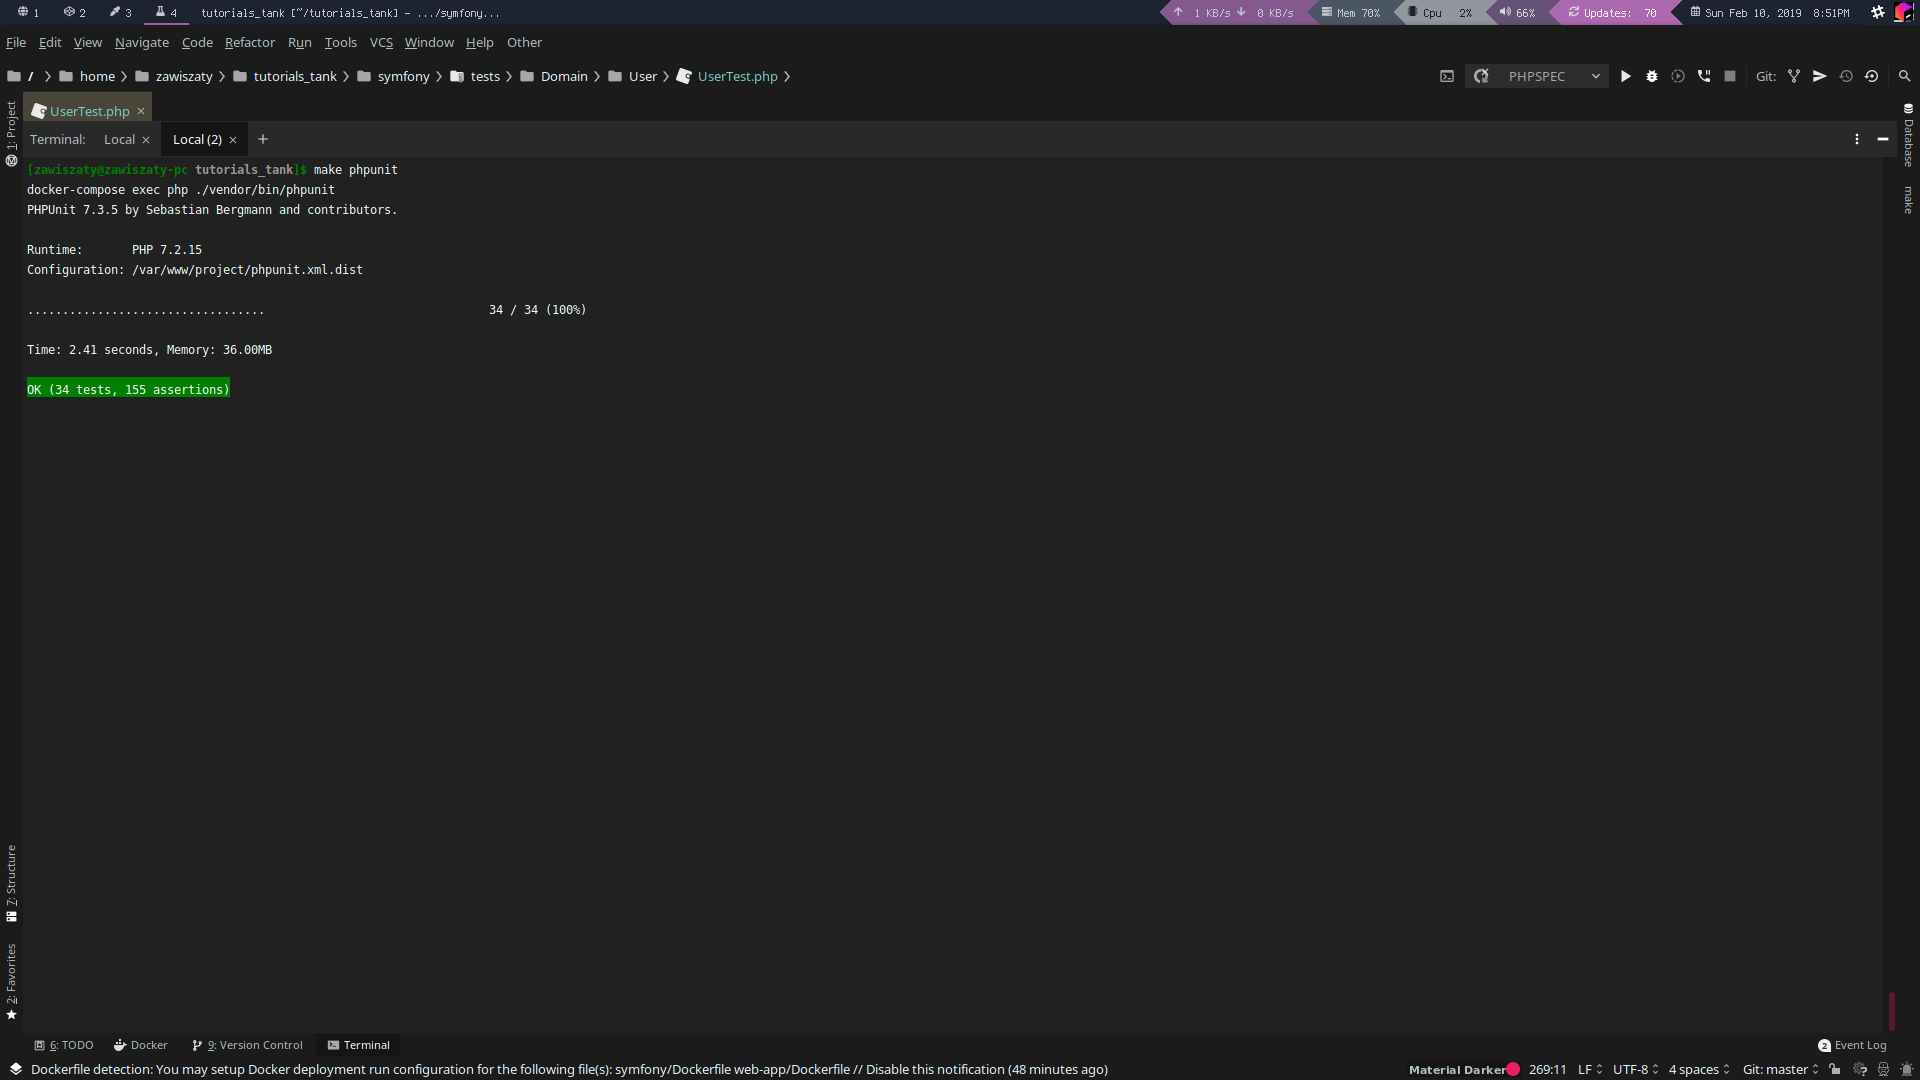 1 2 3 4 tutorials_tank [~/tutorials_tank] - .../symfony... 1 KB/s 0 KB/s Mem 70% Cpu 2% 66% Updates: 70 Sun Feb 10, 2019 8:51PM
File Edit View Navigate Code Refactor Run Tools VCS Window Help Other
/ home zawiszaty tutorials_tank symfony tests Domain User UserTest.php PHPSPEC Git:
UserTest.php
Terminal: Local Local (2)
[zawiszaty@zawiszaty-pc tutorials_tank]$ make phpunit
docker-compose exec php ./vendor/bin/phpunit
PHPUnit 7.3.5 by Sebastian Bergmann and contributors.
Runtime: PHP 7.2.15
Configuration: /var/www/project/phpunit.xml.dist
.................................. 34 / 34 (100%)
Time: 2.41 seconds, Memory: 36.00MB
OK (34 tests, 155 assertions)
1: Project
7: Structure
2: Favorites
Database
make
6: TODO Docker 9: Version Control Terminal 2 Event Log
Dockerfile detection: You may setup Docker deployment run configuration for the following file(s): symfony/Dockerfile web-app/Dockerfile // Disable this notification (48 minutes ago) Material Darker 269:11 LF UTF-8 4 spaces Git: master